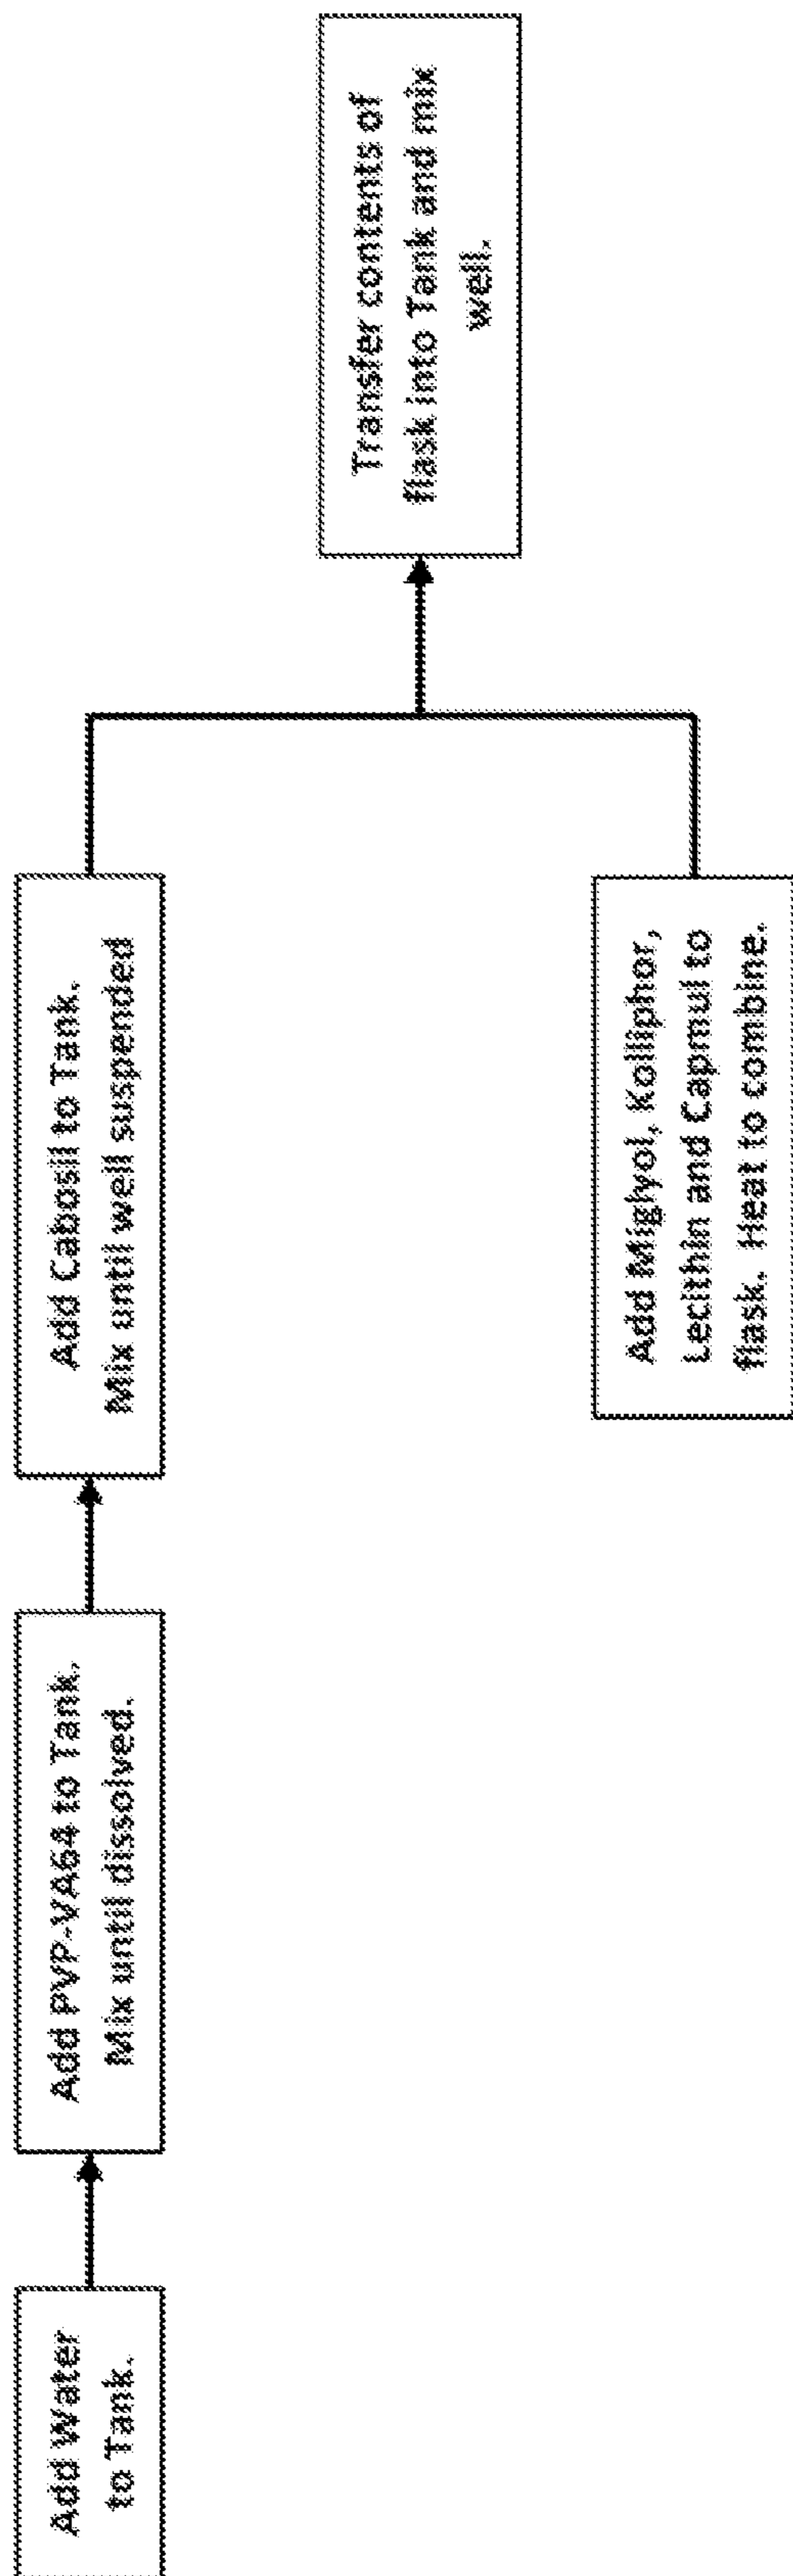 Add Water
to Tank.
Add PVP-VA64 to Tank.
Mix until dissolved.
Add Cabosil to Tank.
Mix until well suspended
Add Miglyol, Kolliphor,
Lecithin and Capmul to
flask. Heat to combine.
Transfer contents of
flask into Tank and mix
well.